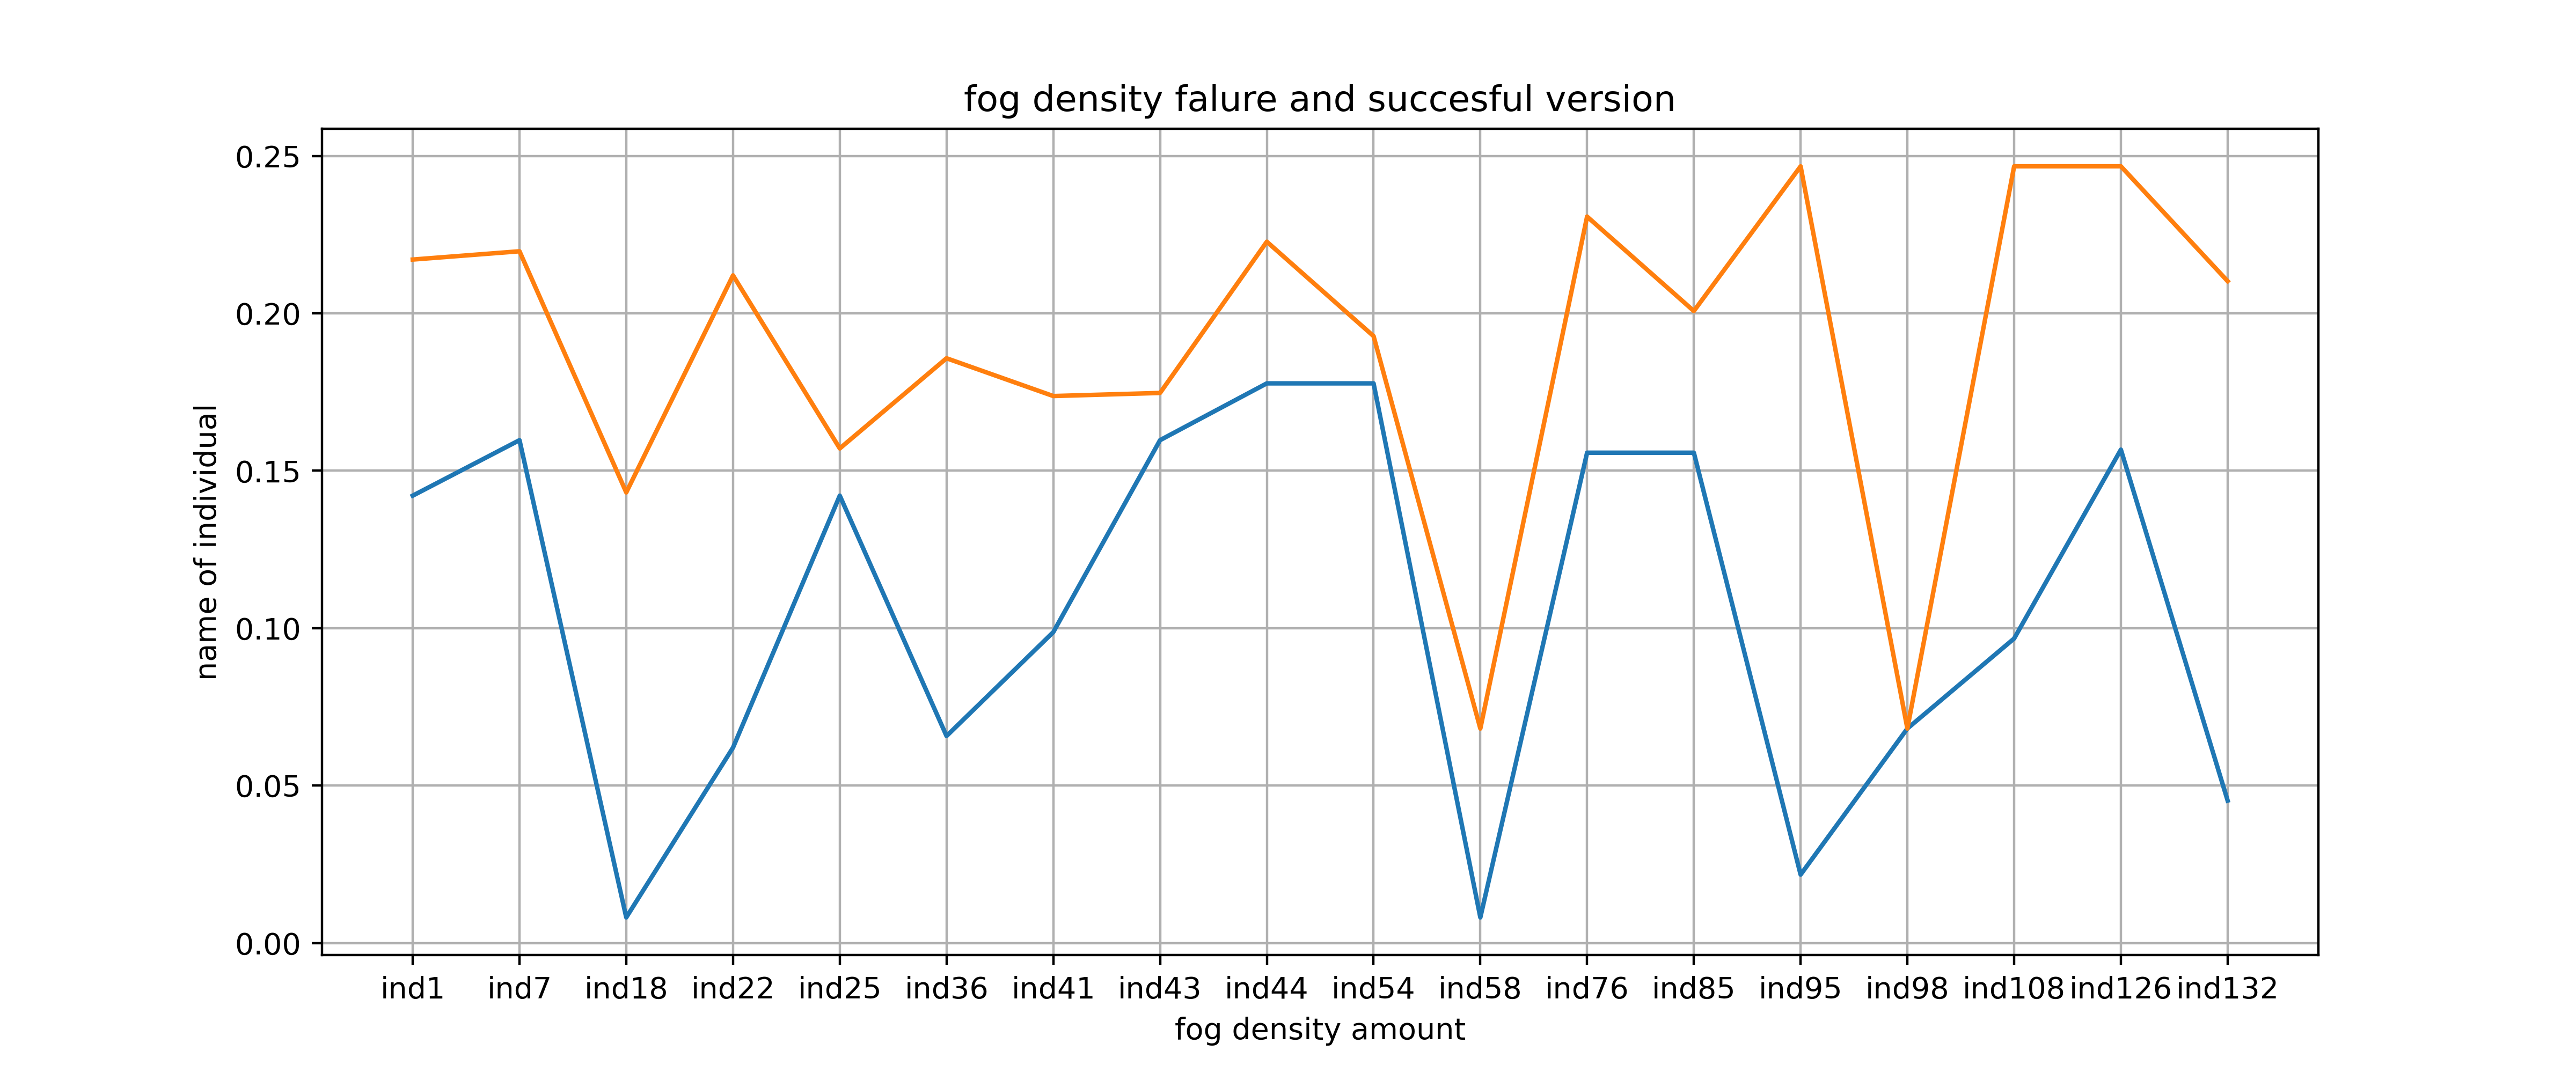 fog density falure and succesful version
0.25
0.20
0.15
0.10
0.05
0.00
name of individual
ind1 ind7 ind18 ind22 ind25 ind36 ind41 ind43 ind44 ind54 ind58 ind76 ind85 ind95 ind98 ind108 ind126 ind132
fog density amount